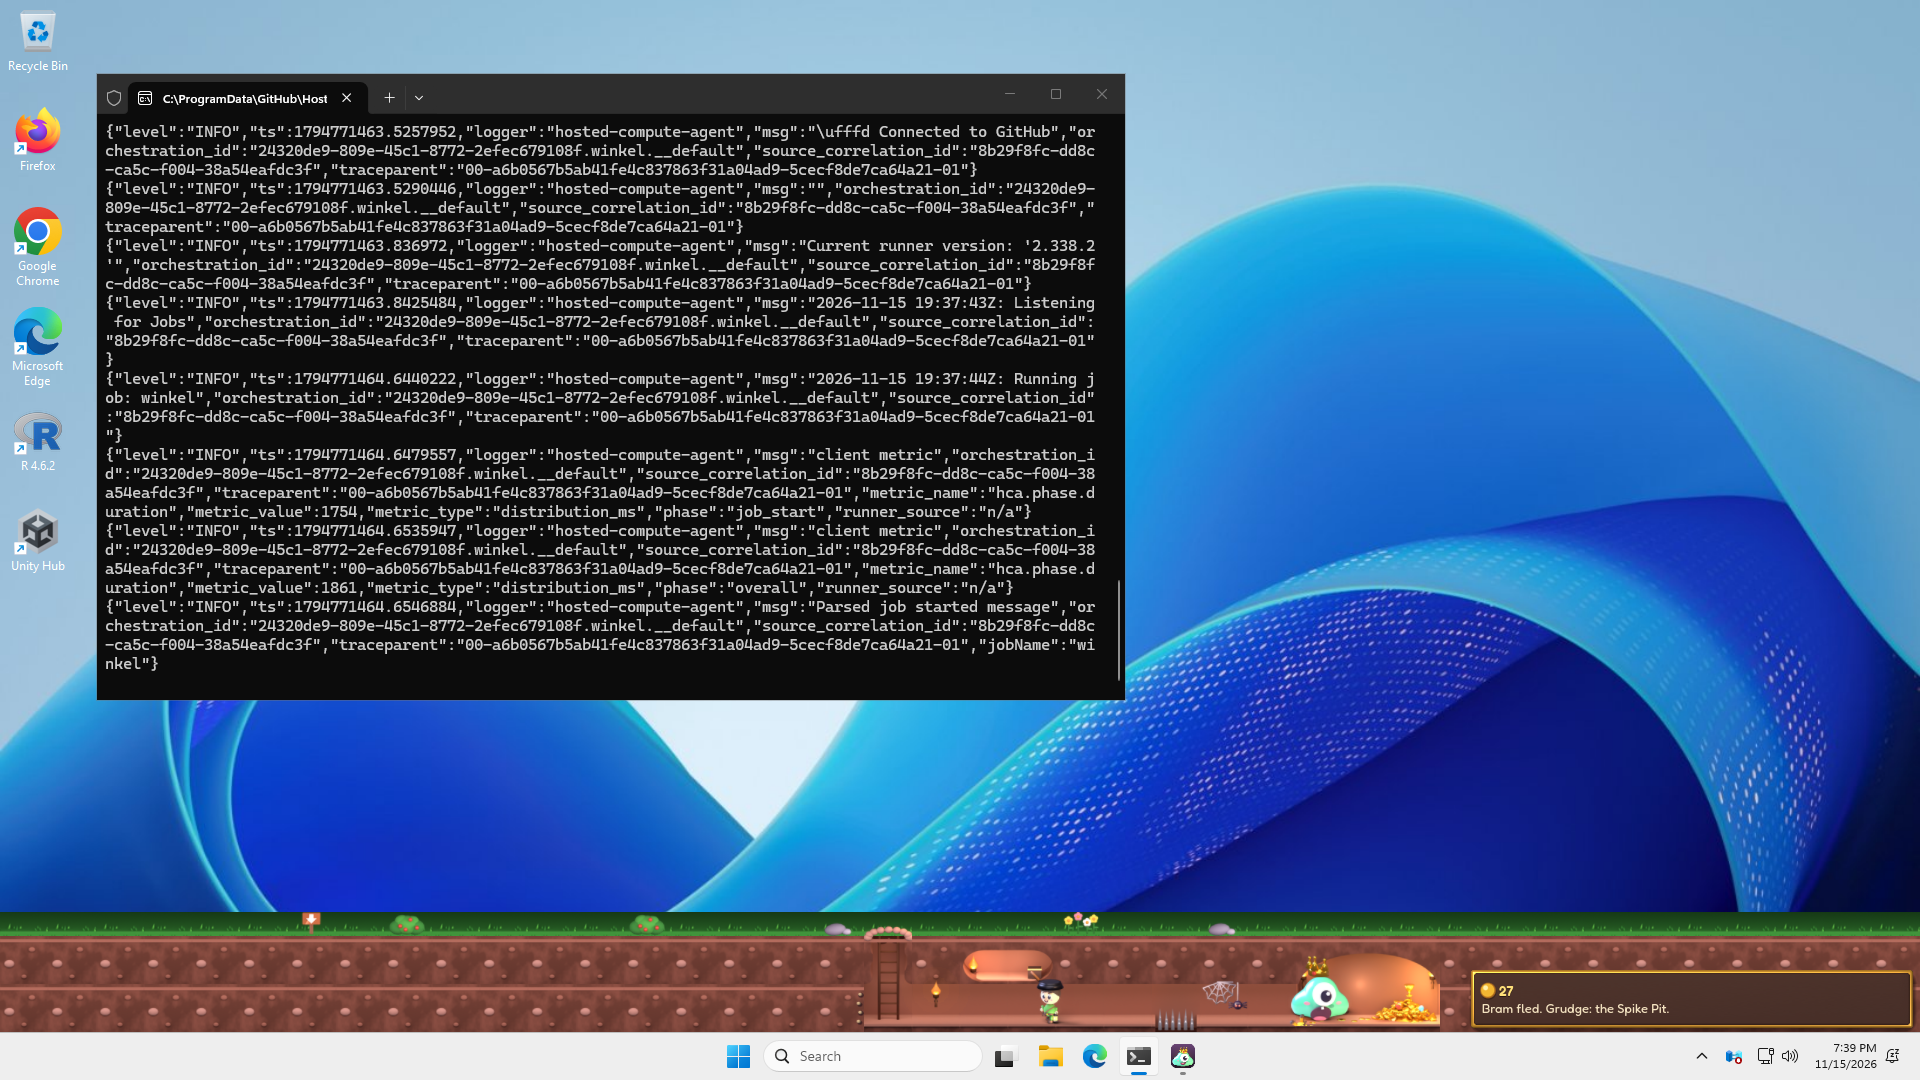 Recycle Bin
Firefox
Google
Chrome
Microsoft
Edge
R 4.6.2
Unity Hub
C:\ProgramData\GitHub\Host
{"level":"INFO","ts":1794771463.5257952,"logger":"hosted-compute-agent","msg":"\ufffd Connected to GitHub","or
chestration_id":"24320de9-809e-45c1-8772-2efec679108f.winkel.__default","source_correlation_id":"8b29f8fc-dd8c
-ca5c-f004-38a54eafdc3f","traceparent":"00-a6b0567b5ab41fe4c837863f31a04ad9-5cecf8de7ca64a21-01"}
{"level":"INFO","ts":1794771463.5290446,"logger":"hosted-compute-agent","msg":"","orchestration_id":"24320de9-
809e-45c1-8772-2efec679108f.winkel.__default","source_correlation_id":"8b29f8fc-dd8c-ca5c-f004-38a54eafdc3f","
traceparent":"00-a6b0567b5ab41fe4c837863f31a04ad9-5cecf8de7ca64a21-01"}
{"level":"INFO","ts":1794771463.836972,"logger":"hosted-compute-agent","msg":"Current runner version: '2.338.2
'","orchestration_id":"24320de9-809e-45c1-8772-2efec679108f.winkel.__default","source_correlation_id":"8b29f8f
c-dd8c-ca5c-f004-38a54eafdc3f","traceparent":"00-a6b0567b5ab41fe4c837863f31a04ad9-5cecf8de7ca64a21-01"}
{"level":"INFO","ts":1794771463.8425484,"logger":"hosted-compute-agent","msg":"2026-11-15 19:37:43Z: Listening
 for Jobs","orchestration_id":"24320de9-809e-45c1-8772-2efec679108f.winkel.__default","source_correlation_id":
"8b29f8fc-dd8c-ca5c-f004-38a54eafdc3f","traceparent":"00-a6b0567b5ab41fe4c837863f31a04ad9-5cecf8de7ca64a21-01"
}
{"level":"INFO","ts":1794771464.6440222,"logger":"hosted-compute-agent","msg":"2026-11-15 19:37:44Z: Running j
ob: winkel","orchestration_id":"24320de9-809e-45c1-8772-2efec679108f.winkel.__default","source_correlation_id"
:"8b29f8fc-dd8c-ca5c-f004-38a54eafdc3f","traceparent":"00-a6b0567b5ab41fe4c837863f31a04ad9-5cecf8de7ca64a21-01
"}
{"level":"INFO","ts":1794771464.6479557,"logger":"hosted-compute-agent","msg":"client metric","orchestration_i
d":"24320de9-809e-45c1-8772-2efec679108f.winkel.__default","source_correlation_id":"8b29f8fc-dd8c-ca5c-f004-38
a54eafdc3f","traceparent":"00-a6b0567b5ab41fe4c837863f31a04ad9-5cecf8de7ca64a21-01","metric_name":"hca.phase.d
uration","metric_value":1754,"metric_type":"distribution_ms","phase":"job_start","runner_source":"n/a"}
{"level":"INFO","ts":1794771464.6535947,"logger":"hosted-compute-agent","msg":"client metric","orchestration_i
d":"24320de9-809e-45c1-8772-2efec679108f.winkel.__default","source_correlation_id":"8b29f8fc-dd8c-ca5c-f004-38
a54eafdc3f","traceparent":"00-a6b0567b5ab41fe4c837863f31a04ad9-5cecf8de7ca64a21-01","metric_name":"hca.phase.d
uration","metric_value":1861,"metric_type":"distribution_ms","phase":"overall","runner_source":"n/a"}
{"level":"INFO","ts":1794771464.6546884,"logger":"hosted-compute-agent","msg":"Parsed job started message","or
chestration_id":"24320de9-809e-45c1-8772-2efec679108f.winkel.__default","source_correlation_id":"8b29f8fc-dd8c
-ca5c-f004-38a54eafdc3f","traceparent":"00-a6b0567b5ab41fe4c837863f31a04ad9-5cecf8de7ca64a21-01","jobName":"wi
nkel"}
27
Bram fled. Grudge: the Spike Pit.
Search
7:39 PM
11/15/2026